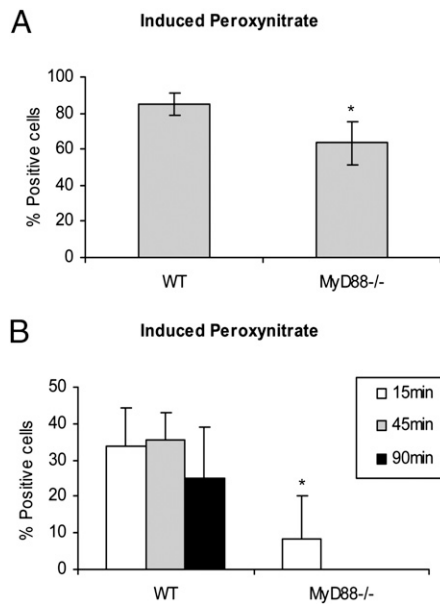 A
Induced Peroxynitrate
% Positive cells
100
80
60
40
20
0
*
WT
MyD88-/-
B
Induced Peroxynitrate
% Positive cells
50
40
30
20
10
0
*
15min
45min
90min
WT
MyD88-/-